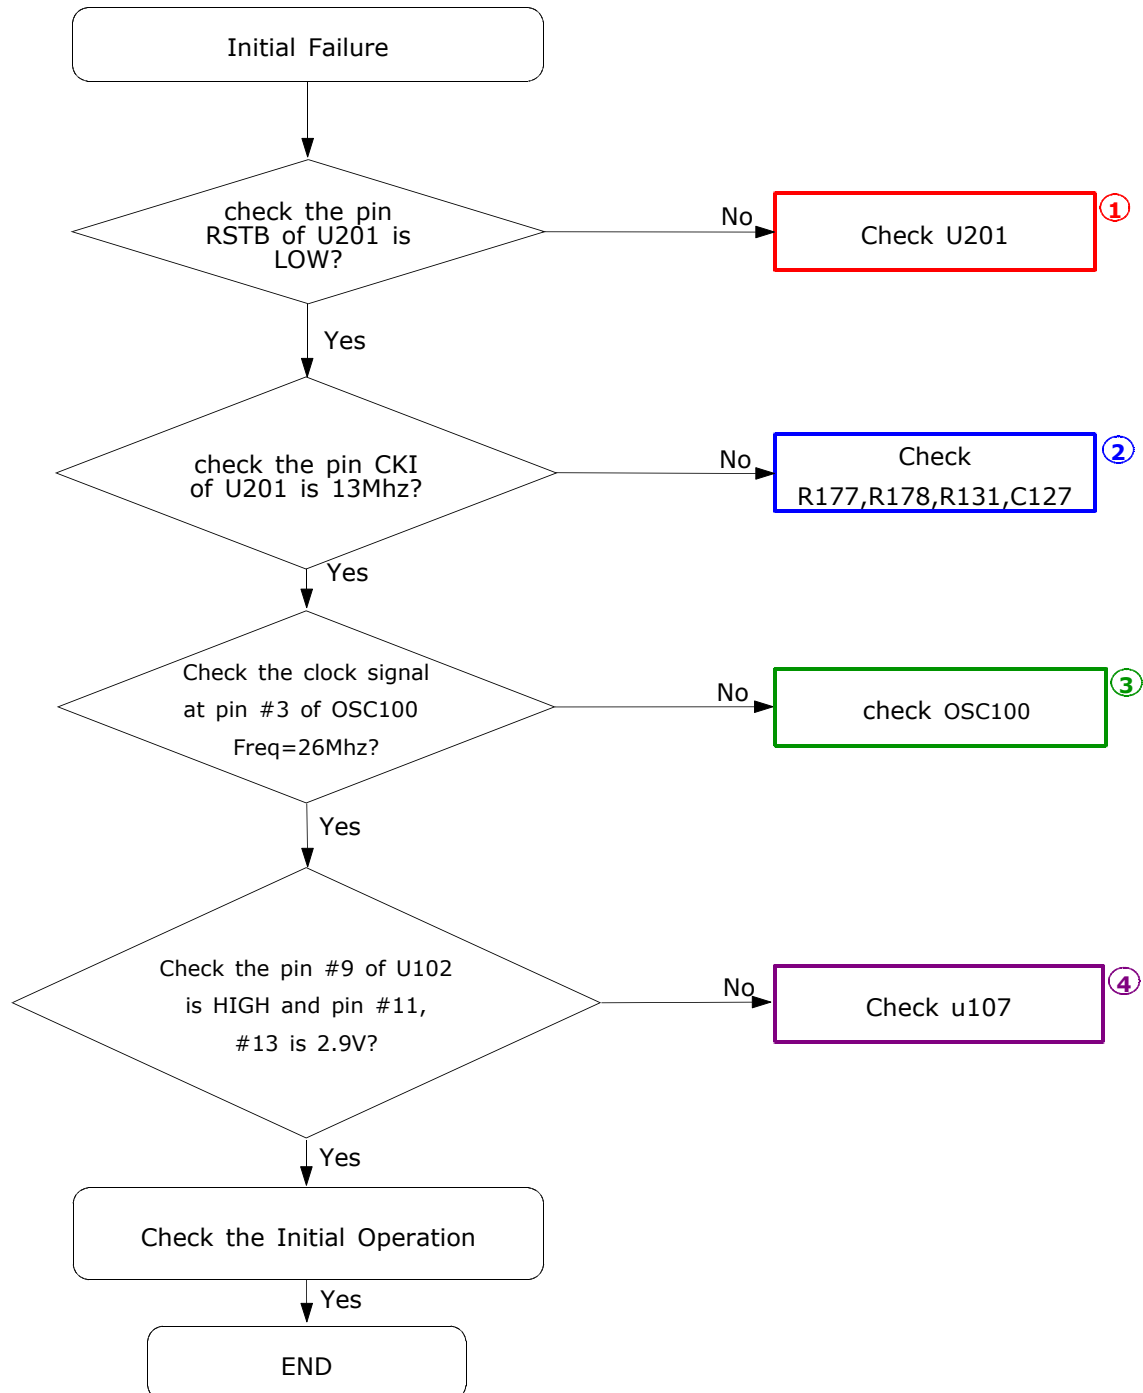 Initial Failure
check the pin
RSTB of U201 is
LOW?
No
Check U201
1
Yes
check the pin CKI
of U201 is 13Mhz?
No
Check
R177,R178,R131,C127
2
Yes
Check the clock signal
at pin #3 of OSC100
Freq=26Mhz?
No
check OSC100
3
Yes
Check the pin #9 of U102
is HIGH and pin #11,
#13 is 2.9V?
No
Check u107
4
Yes
Check the Initial Operation
Yes
END